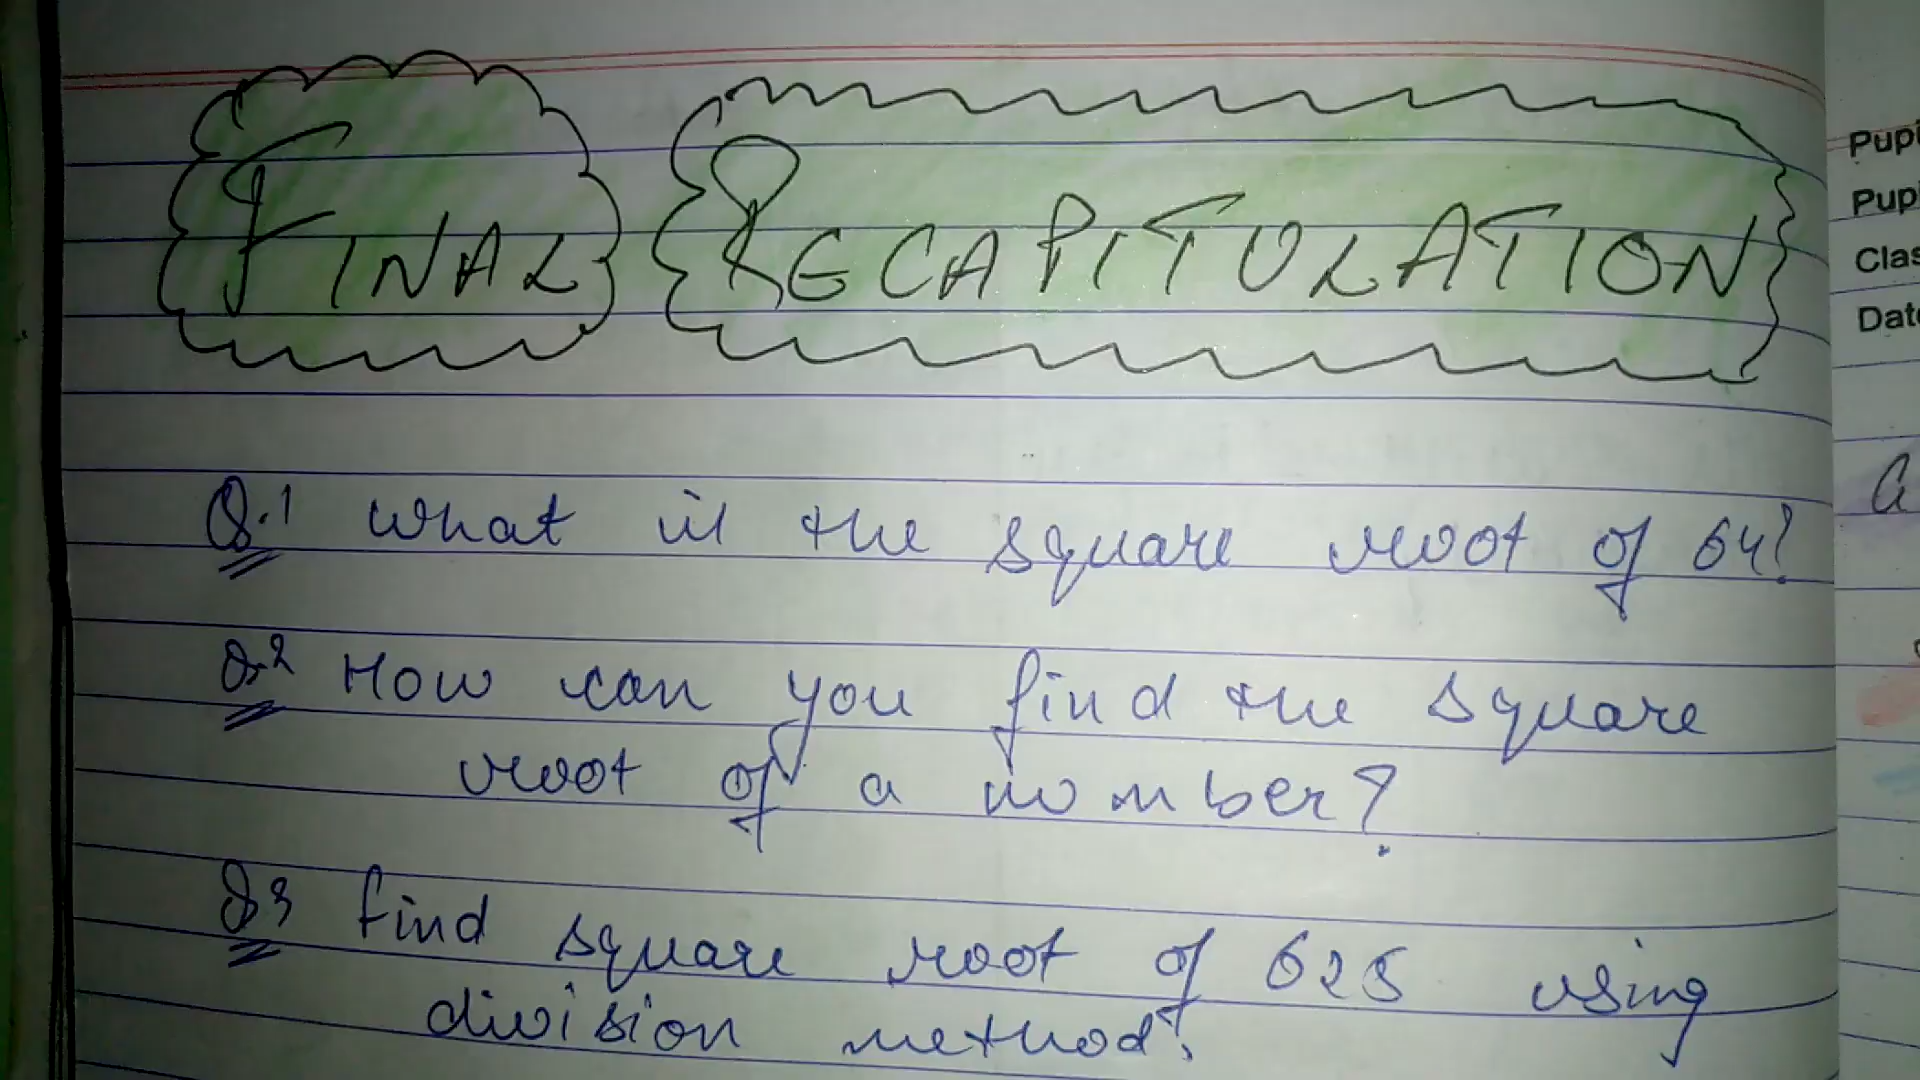 FINAL RECAPITULATION
Q.1 What is the square root of 64?
Q.2 How can you find the square
root of a number?
Q3 find square root of 625 using
division method?
Pupi
Pupi
Clas
Date